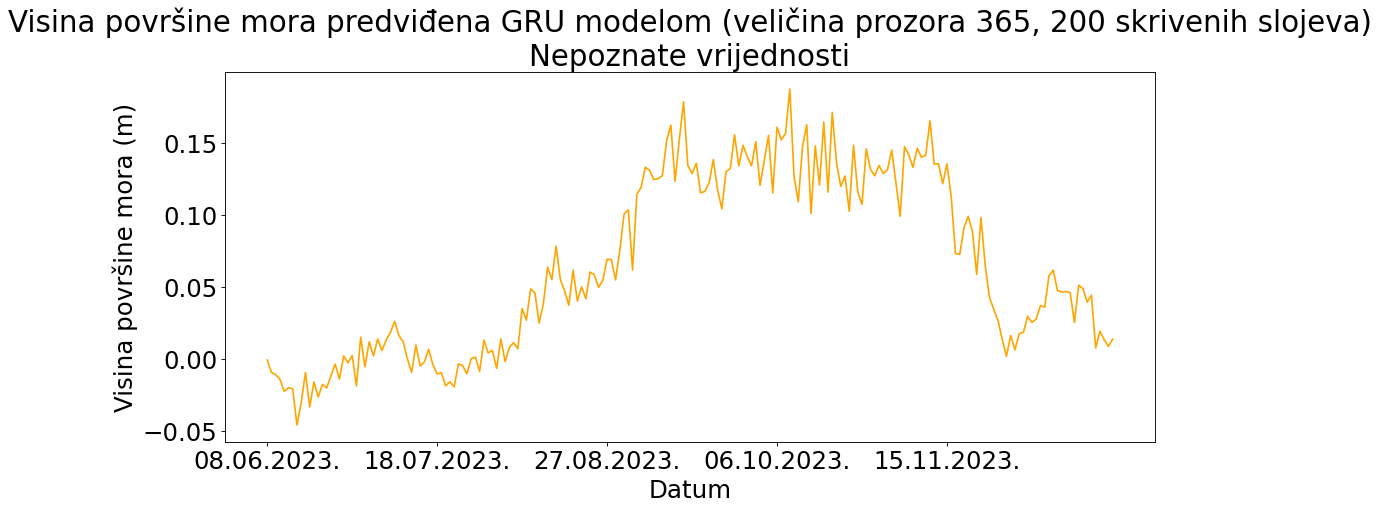 Visina površine mora predviđena GRU modelom (veličina prozora 365, 200 skrivenih slojeva)
Nepoznate vrijednosti
Visina površine mora (m)
0.15
0.10
0.05
0.00
−0.05
08.06.2023. 18.07.2023. 27.08.2023. 06.10.2023. 15.11.2023.
Datum